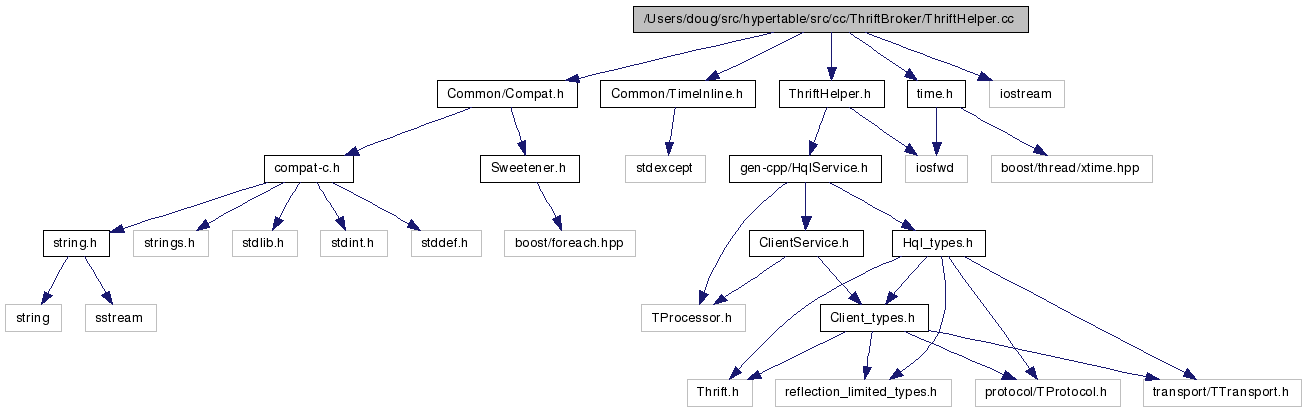 /Users/doug/src/hypertable/src/cc/ThriftBroker/ThriftHelper.cc
Common/Compat.h
Common/TimeInline.h
ThriftHelper.h
time.h
iostream
compat-c.h
Sweetener.h
stdexcept
gen-cpp/HqlService.h
iosfwd
boost/thread/xtime.hpp
string.h
strings.h
stdlib.h
stdint.h
stddef.h
boost/foreach.hpp
ClientService.h
Hql_types.h
string
sstream
TProcessor.h
Client_types.h
Thrift.h
reflection_limited_types.h
protocol/TProtocol.h
transport/TTransport.h